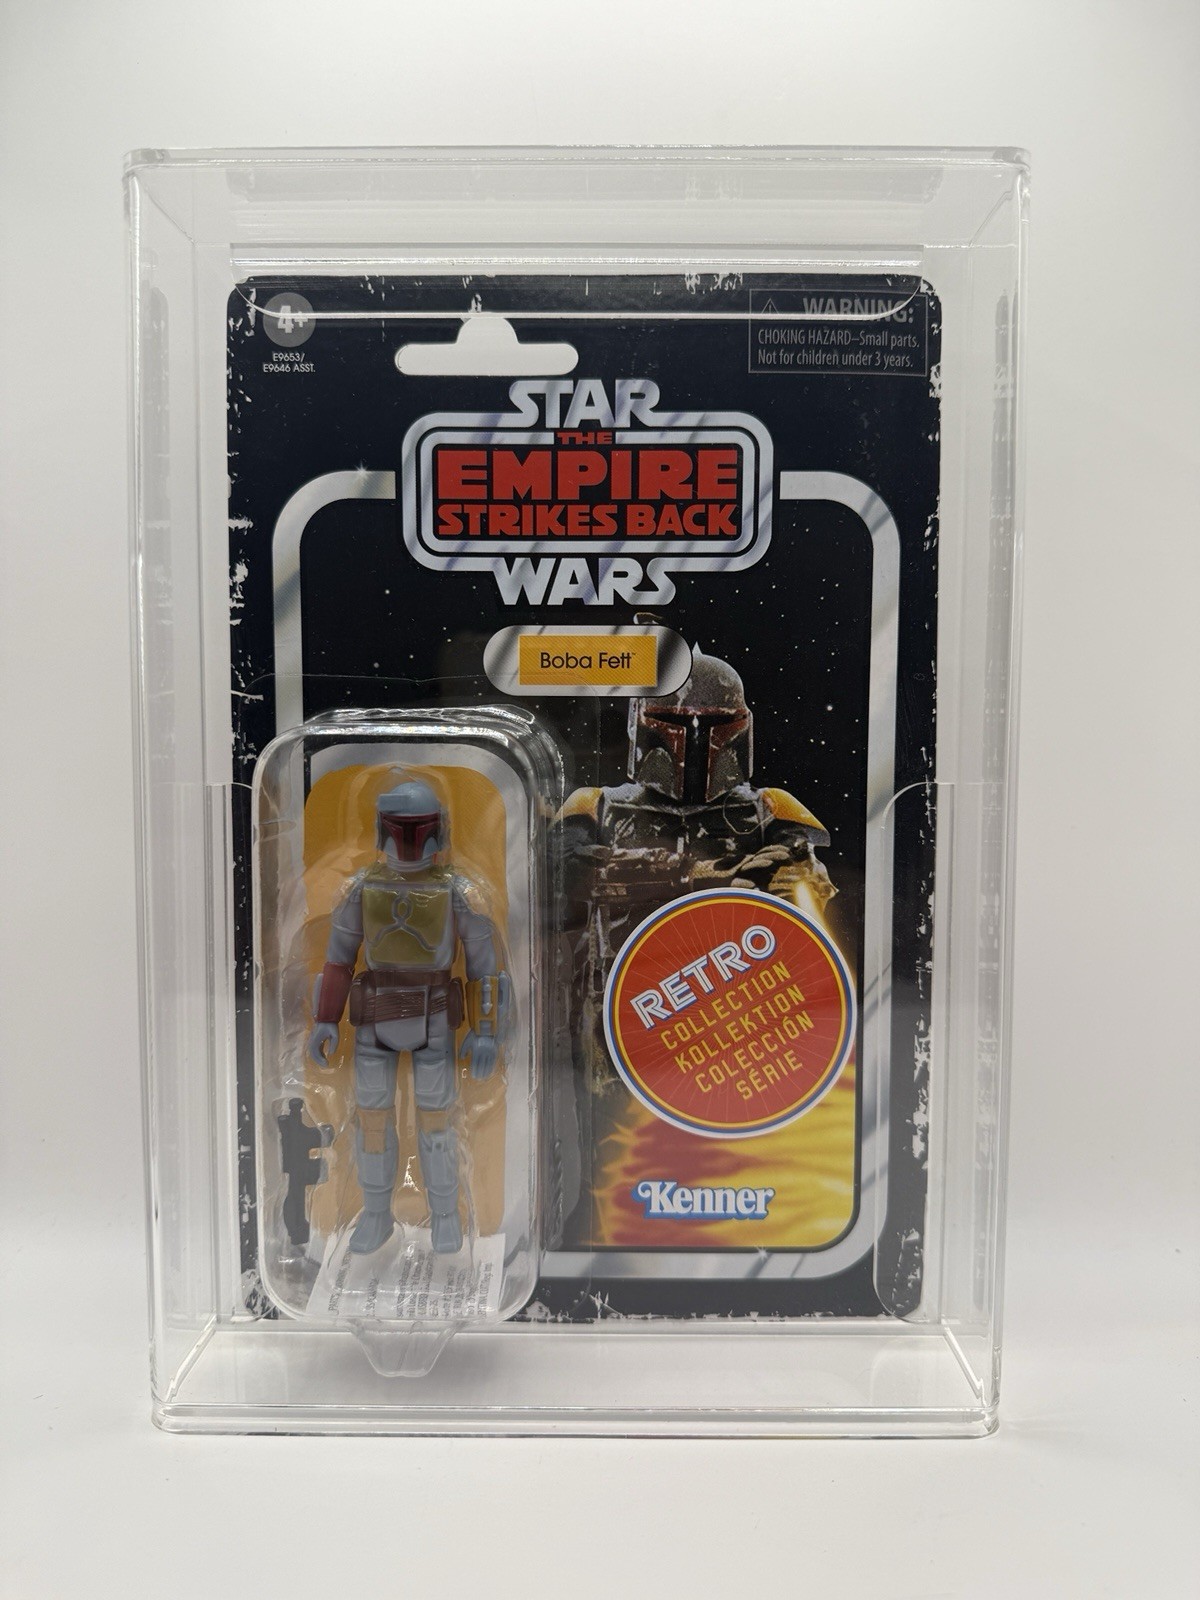 4+
E9653/
E9646 ASST.
WARNING:
CHOKING HAZARD–Small parts.
Not for children under 3 years.
STAR
THE
EMPIRE
STRIKES BACK
WARS
Boba Fett™
RETRO
COLLECTION
KOLLEKTION
COLECCIÓN
SÉRIE
Kenner